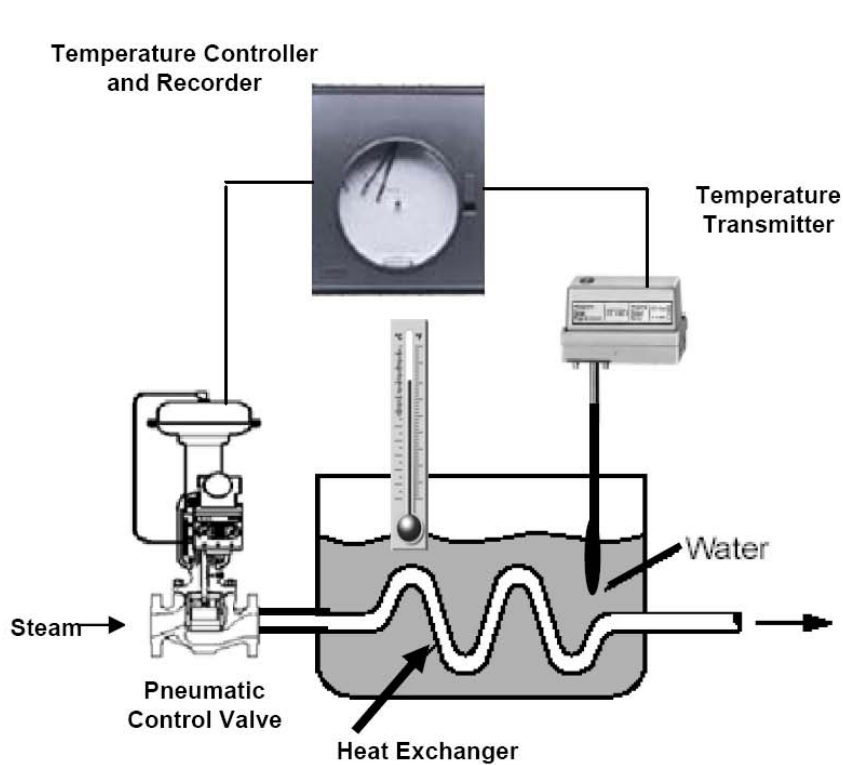 Temperature Controller
and Recorder
Temperature
Transmitter
Water
Steam
Pneumatic
Control Valve
Heat Exchanger